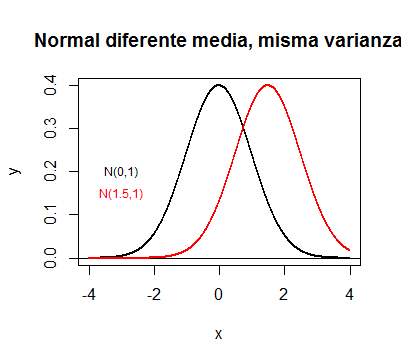 Normal diferente media, misma varianza
y
0.4
0.3
0.2
0.1
0.0
N(0,1)
N(1.5,1)
-4 -2 0 2 4
x